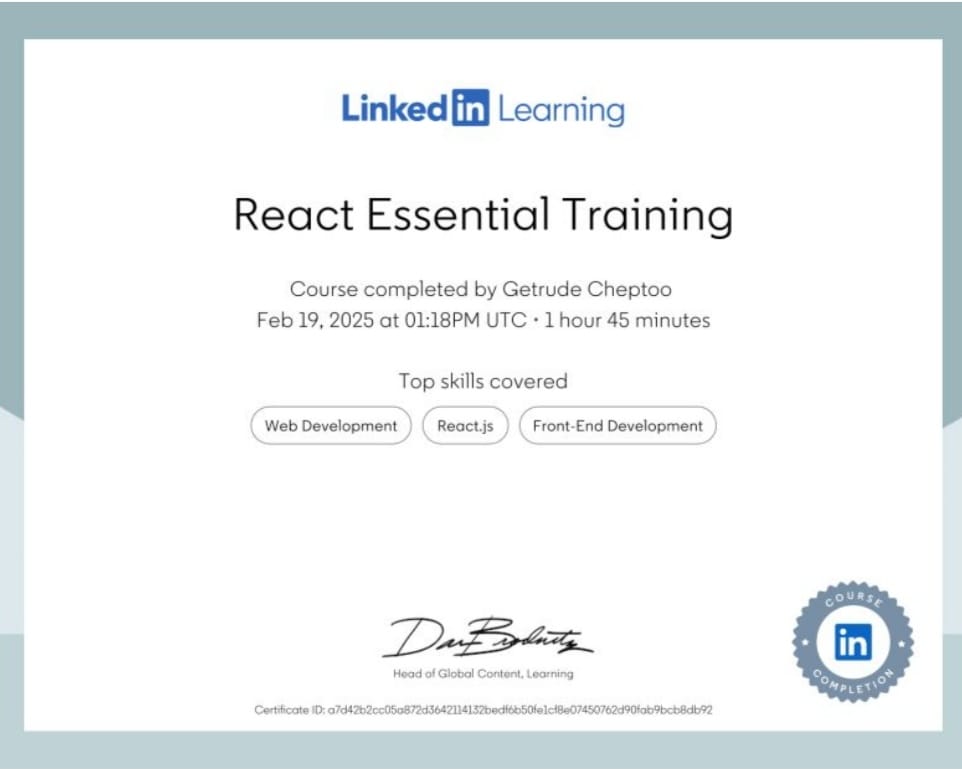 Linked in Learning
React Essential Training
Course completed by Getrude Cheptoo
Feb 19, 2025 at 01:18PM UTC • 1 hour 45 minutes
Top skills covered
Web Development React.js Front-End Development
Head of Global Content, Learning
Certificate ID: a7d42b2cc05a872d3642114132bedf6b50fe1cf8e07450762d90fab9bcb8db92
COURSE
in
COMPLETION